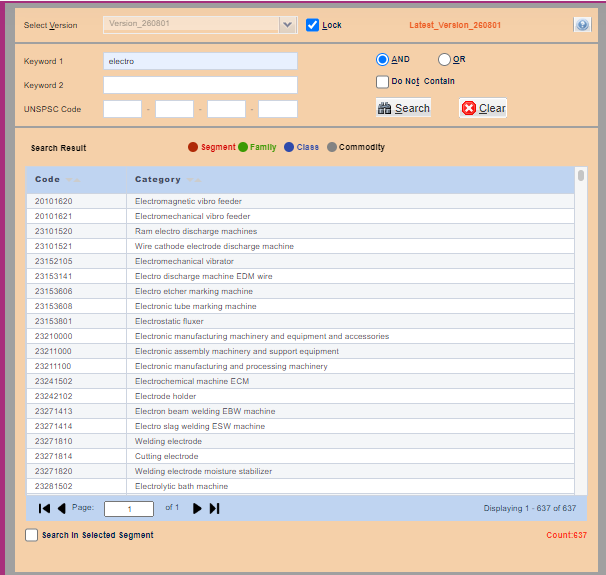 Select Version Version_260801 Lock Latest_Version_260801
Keyword 1 electro AND OR
Keyword 2 Do Not Contain
UNSPSC Code - - - Search Clear
Search Result Segment Family Class Commodity
Code Category
20101620 Electromagnetic vibro feeder
20101621 Electromechanical vibro feeder
23101520 Ram electro discharge machines
23101521 Wire cathode electrode discharge machine
23152105 Electromechanical vibrator
23153141 Electro discharge machine EDM wire
23153606 Electro etcher marking machine
23153608 Electronic tube marking machine
23153801 Electrostatic fluxer
23210000 Electronic manufacturing machinery and equipment and accessories
23211000 Electronic assembly machinery and support equipment
23211100 Electronic manufacturing and processing machinery
23241502 Electrochemical machine ECM
23242102 Electrode holder
23271413 Electron beam welding EBW machine
23271414 Electro slag welding ESW machine
23271810 Welding electrode
23271814 Cutting electrode
23271820 Welding electrode moisture stabilizer
23281502 Electrolytic bath machine
Page: 1 of 1 Displaying 1 - 637 of 637
Search In Selected Segment Count:637